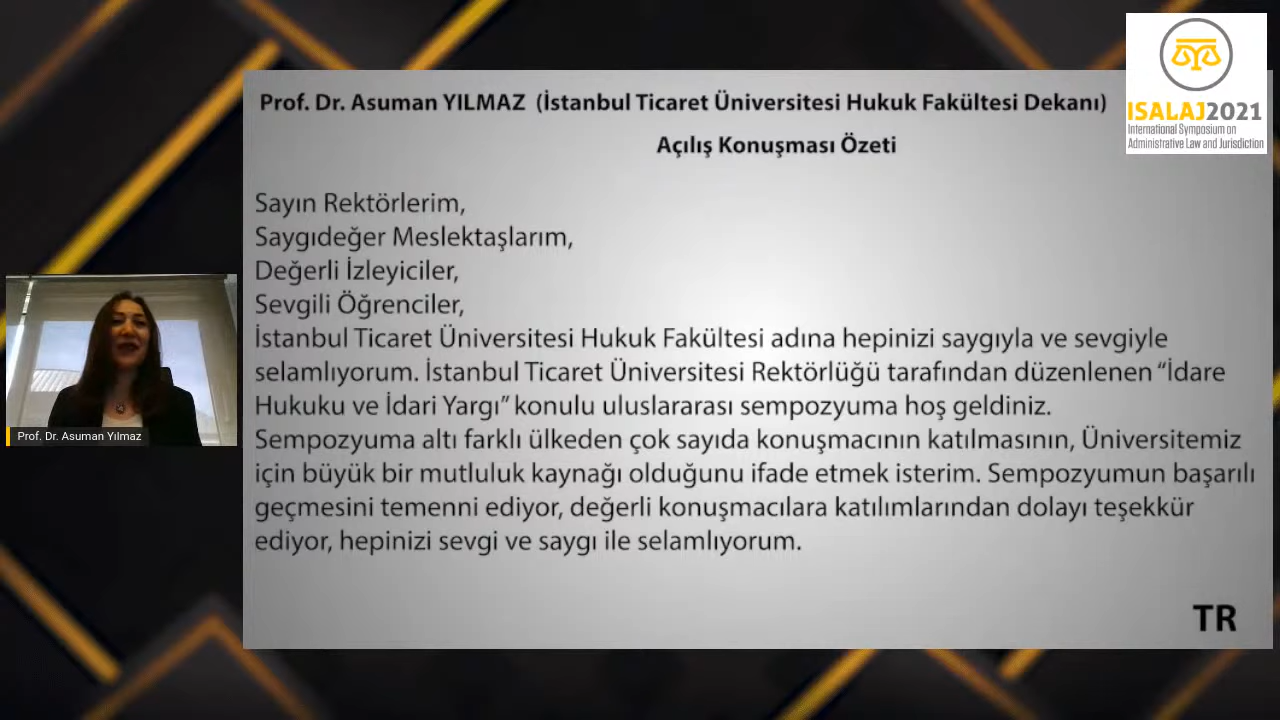 ISALAJ2021
International Symposium on
Administrative Law and Jurisdiction
Prof. Dr. Asuman YILMAZ (İstanbul Ticaret Üniversitesi Hukuk Fakültesi Dekanı)
Açılış Konuşması Özeti
Sayın Rektörlerim,
Saygıdeğer Meslektaşlarım,
Değerli İzleyiciler,
Sevgili Öğrenciler,
İstanbul Ticaret Üniversitesi Hukuk Fakültesi adına hepinizi saygıyla ve sevgiyle
selamlıyorum. İstanbul Ticaret Üniversitesi Rektörlüğü tarafından düzenlenen “İdare
Hukuku ve İdari Yargı” konulu uluslararası sempozyuma hoş geldiniz.
Sempozyuma altı farklı ülkeden çok sayıda konuşmacının katılmasının, Üniversitemiz
için büyük bir mutluluk kaynağı olduğunu ifade etmek isterim. Sempozyumun başarılı
geçmesini temenni ediyor, değerli konuşmacılara katılımlarından dolayı teşekkür
ediyor, hepinizi sevgi ve saygı ile selamlıyorum.
TR
Prof. Dr. Asuman Yılmaz